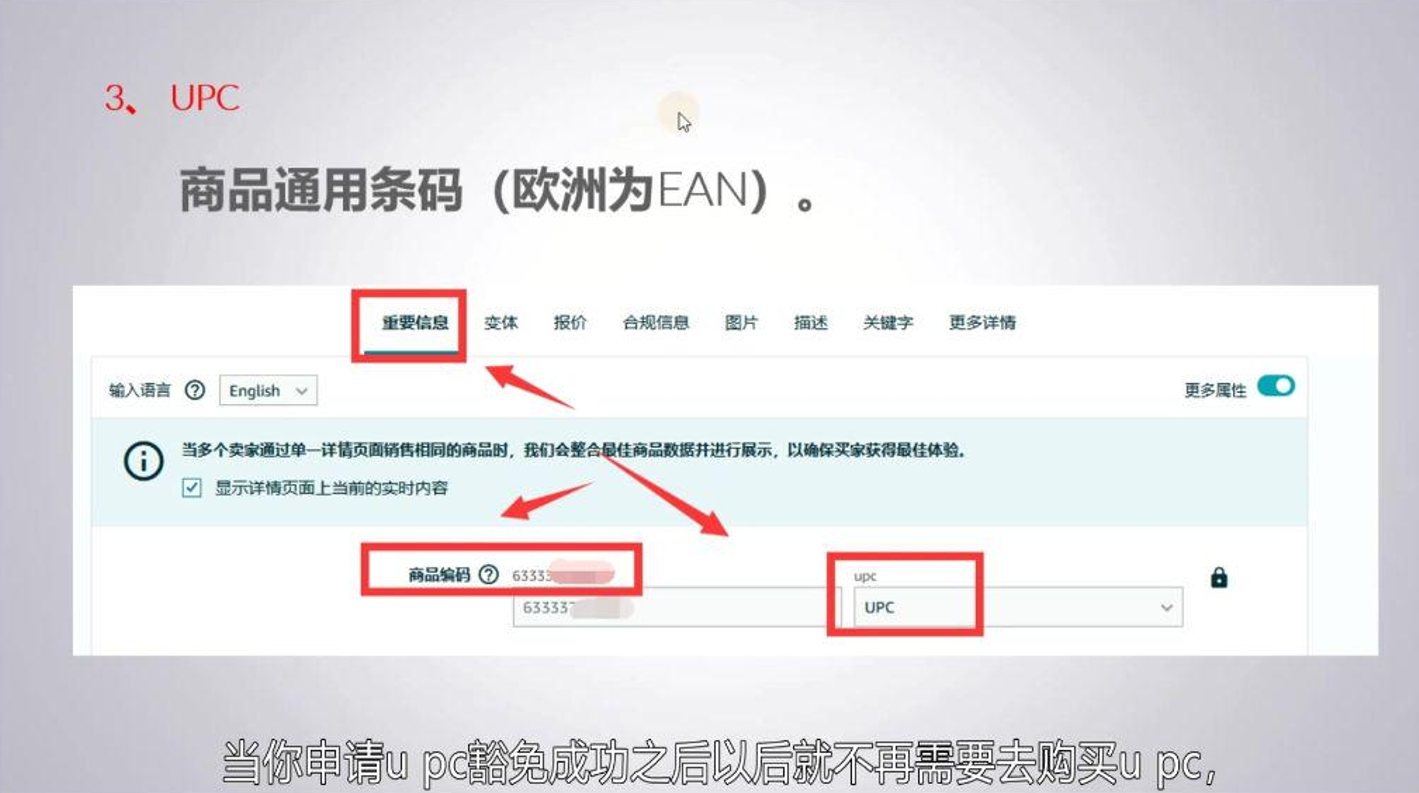 3、 UPC
商品通用条码（欧洲为EAN）。
重要信息 变体 报价 合规信息 图片 描述 关键字 更多详情
输入语言 ? English 更多属性
当多个卖家通过单一详情页面销售相同的商品时，我们会整合最佳商品数据并进行展示，以确保买家获得最佳体验。
显示详情页面上当前的实时内容
商品编码 ? 63333 upc
633337 UPC
当你申请u pc豁免成功之后以后就不再需要去购买u pc,